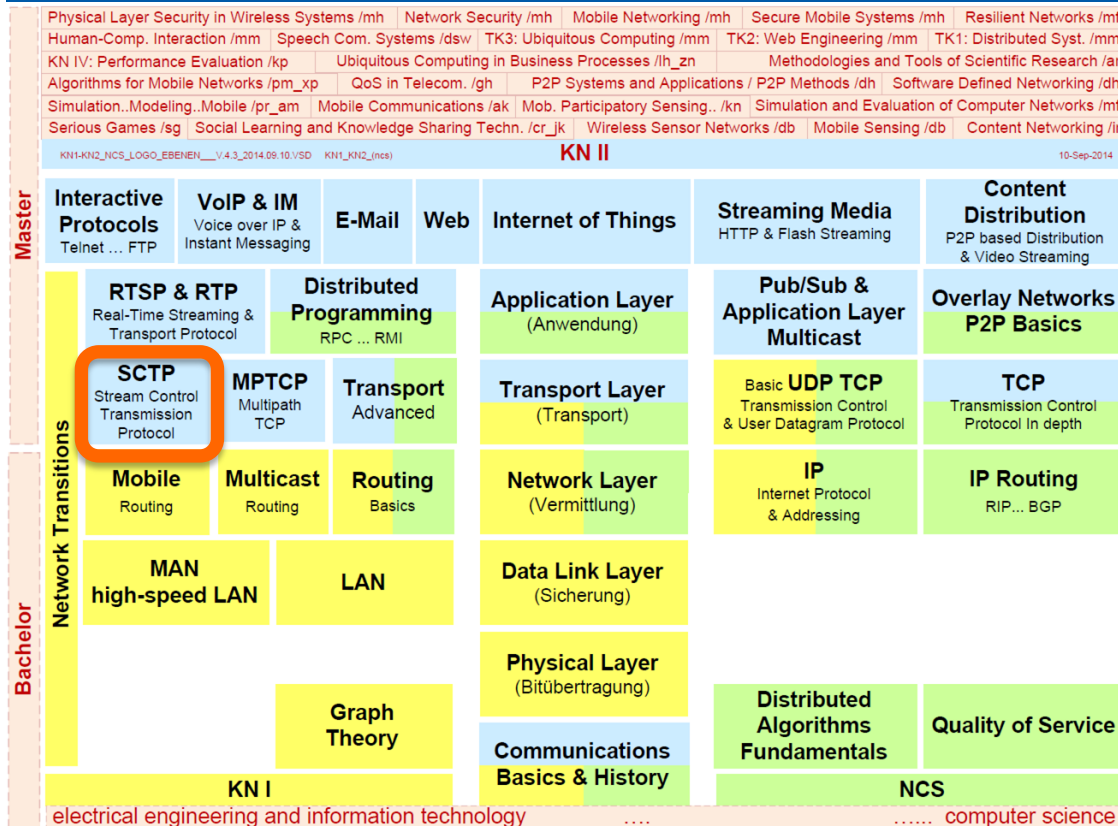 Physical Layer Security in Wireless Systems /mh Network Security /mh Mobile Networking /mh Secure Mobile Systems /mh Resilient Networks
Human-Comp. Interaction /mm Speech Com. Systems /dsw TK3: Ubiquitous Computing /mm TK2: Web Engineering /mm TK1: Distributed Syst. /mm
KN IV: Performance Evaluation /kp Ubiquitous Computing in Business Processes /lh_zn Methodologies and Tools of Scientific Research
Algorithms for Mobile Networks /pm_xp QoS in Telecom. /gh P2P Systems and Applications / P2P Methods /dh Software Defined Networking /dh
Simulation..Modeling..Mobile /pr_am Mobile Communications /ak Mob. Participatory Sensing.. /kn Simulation and Evaluation of Computer Networks
Serious Games /sg Social Learning and Knowledge Sharing Techn. /cr_jk Wireless Sensor Networks /db Mobile Sensing /db Content Networking
KN1-KN2_NCS_LOGO_EBENEN___V.4.3_2014.09.10.VSD KN1_KN2_(ncs) KN II 10-Sep-2014
Master
Interactive
Protocols
Telnet ... FTP
VoIP & IM
Voice over IP &
Instant Messaging
E-Mail
Web
Internet of Things
Streaming Media
HTTP & Flash Streaming
Content
Distribution
P2P based Distribution
& Video Streaming
Network Transitions
RTSP & RTP
Real-Time Streaming &
Transport Protocol
Distributed
Programming
RPC ... RMI
Application Layer
(Anwendung)
Pub/Sub &
Application Layer
Multicast
Overlay Networks
P2P Basics
SCTP
Stream Control
Transmission
Protocol
MPTCP
Multipath
TCP
Transport
Advanced
Transport Layer
(Transport)
Basic UDP TCP
Transmission Control
& User Datagram Protocol
TCP
Transmission Control
Protocol In depth
Bachelor
Mobile
Routing
Multicast
Routing
Routing
Basics
Network Layer
(Vermittlung)
IP
Internet Protocol
& Addressing
IP Routing
RIP... BGP
MAN
high-speed LAN
LAN
Data Link Layer
(Sicherung)
Physical Layer
(Bitübertragung)
Graph
Theory
Communications
Basics & History
Distributed
Algorithms
Fundamentals
Quality of Service
KN I
NCS
electrical engineering and information technology .... ...... computer science